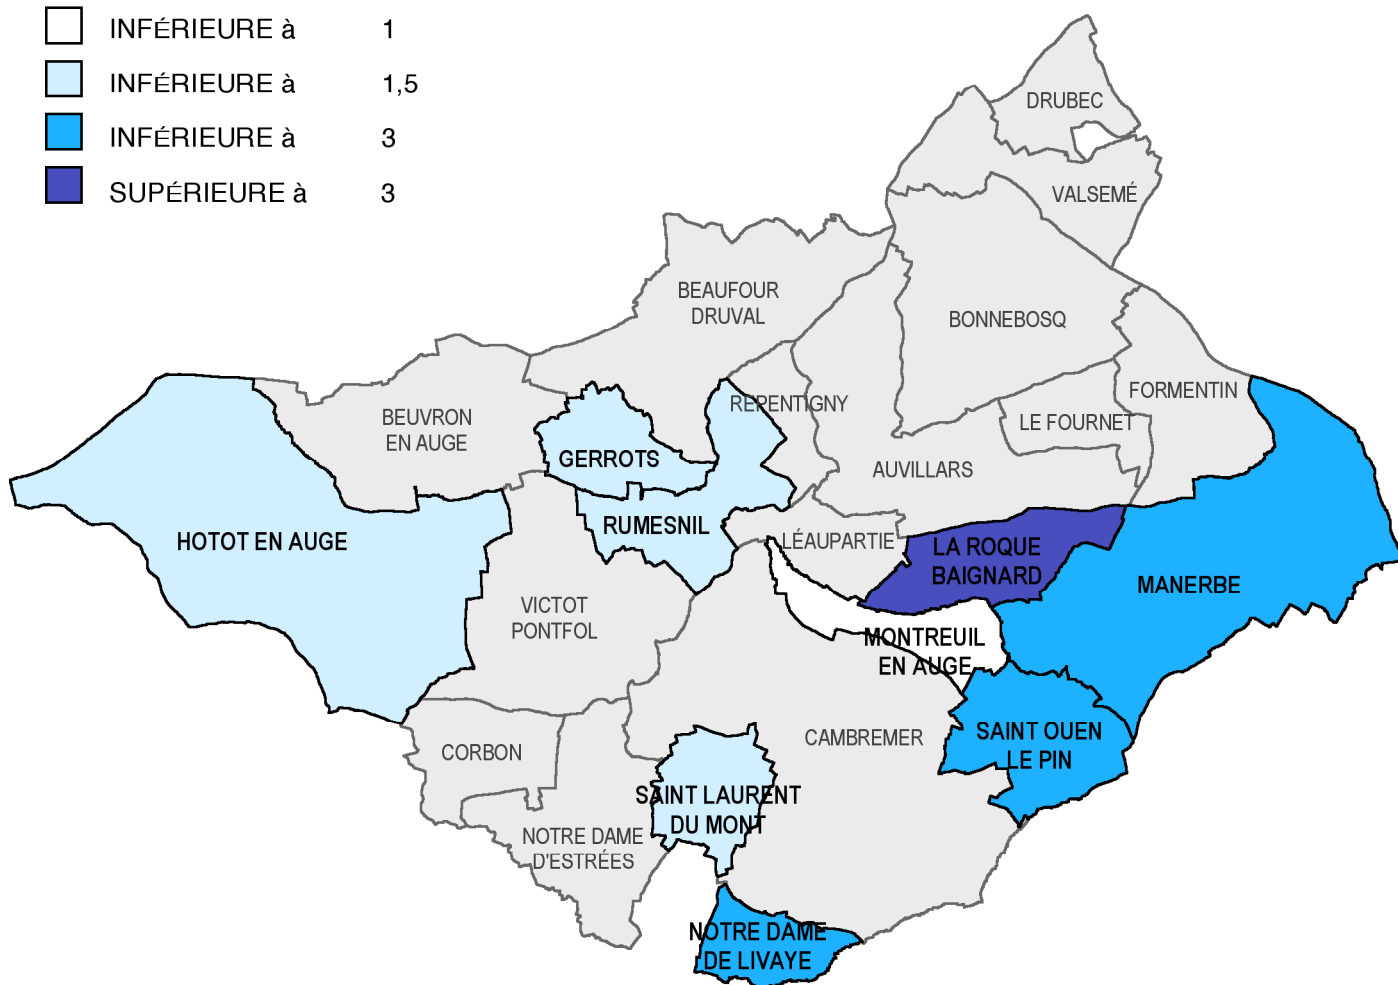 INFÉRIEURE à 1
INFÉRIEURE à 1,5
INFÉRIEURE à 3
SUPÉRIEURE à 3
DRUBEC
VALSEMÉ
BEAUFOUR
DRUVAL
BONNEBOSQ
FORMENTIN
REPENTIGNY
LE FOURNET
BEUVRON
EN AUGE
GERROTS
AUVILLARS
RUMESNIL
HOTOT EN AUGE
LÉAUPARTIE
LA ROQUE
BAIGNARD
MANERBE
VICTOT
PONTFOL
MONTREUIL
EN AUGE
SAINT OUEN
LE PIN
CAMBREMER
CORBON
SAINT LAURENT
DU MONT
NOTRE DAME
D'ESTRÉES
NOTRE DAME
DE LIVAYE